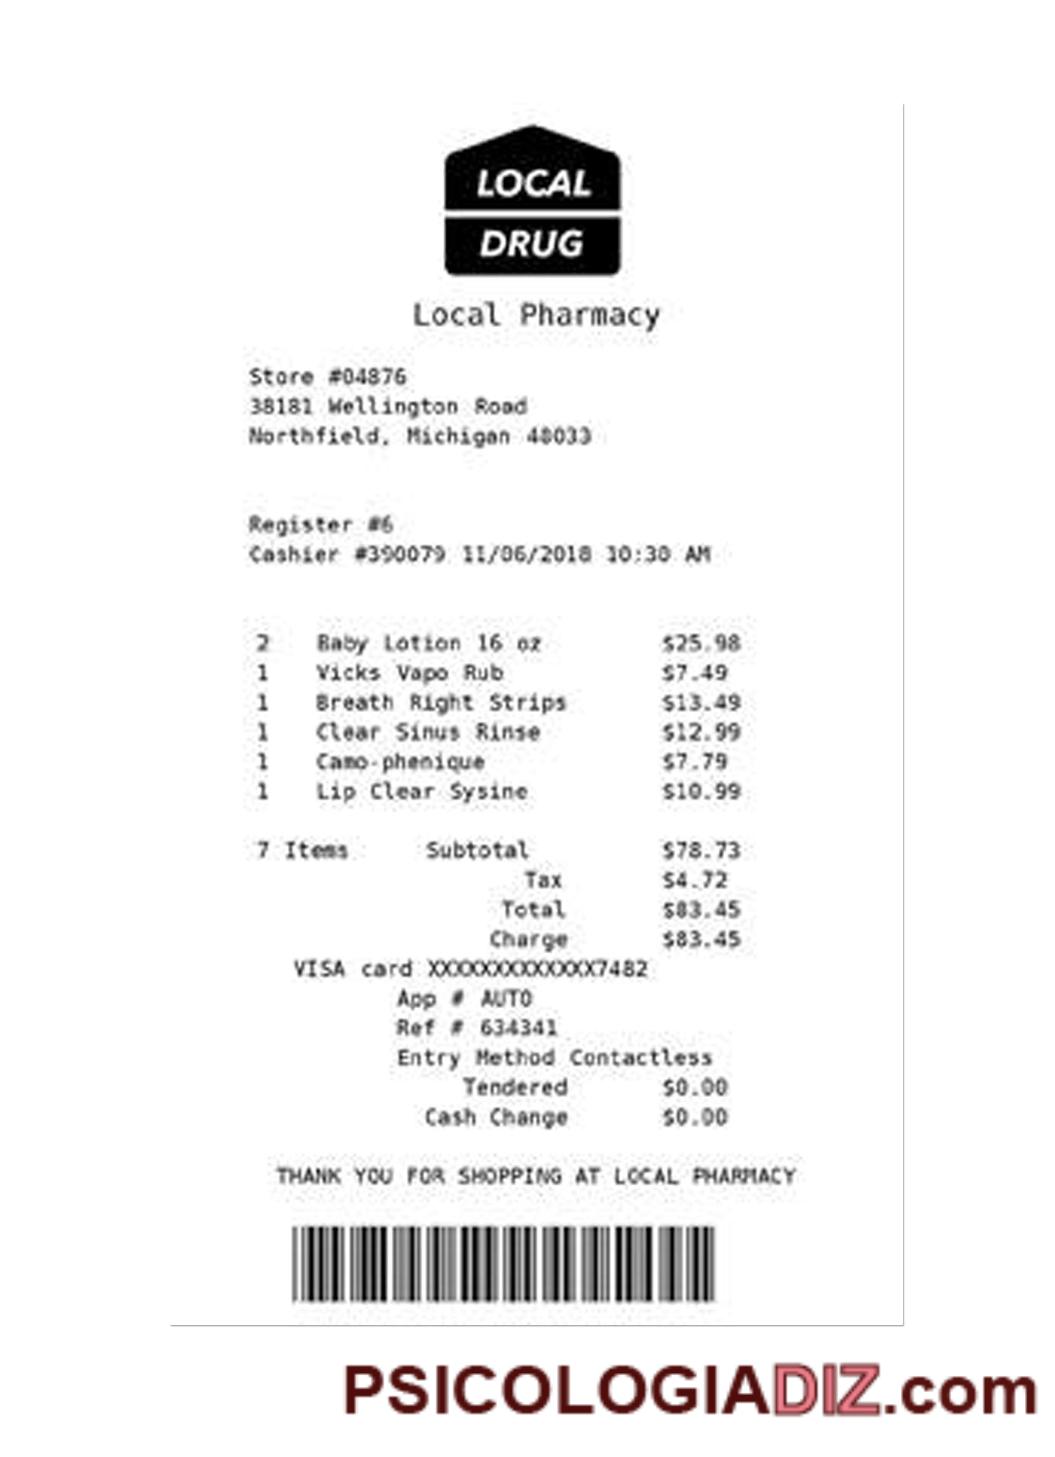 LOCAL
DRUG
Local Pharmacy
Store #04876
38181 Wellington Road
Northfield, Michigan 48033
Register #6
Cashier #390079 11/06/2018 10:30 AM
2 Baby Lotion 16 oz $25.98
1 Vicks Vapo Rub $7.49
1 Breath Right Strips $13.49
1 Clear Sinus Rinse $12.99
1 Camo-phenique $7.79
1 Lip Clear Sysine $10.99
7 Items Subtotal $78.73
Tax $4.72
Total $83.45
Charge $83.45
VISA card XXXXXXXXXXXXX7482
App # AUTO
Ref # 634341
Entry Method Contactless
Tendered $0.00
Cash Change $0.00
THANK YOU FOR SHOPPING AT LOCAL PHARMACY
PSICOLOGIADIZ.com